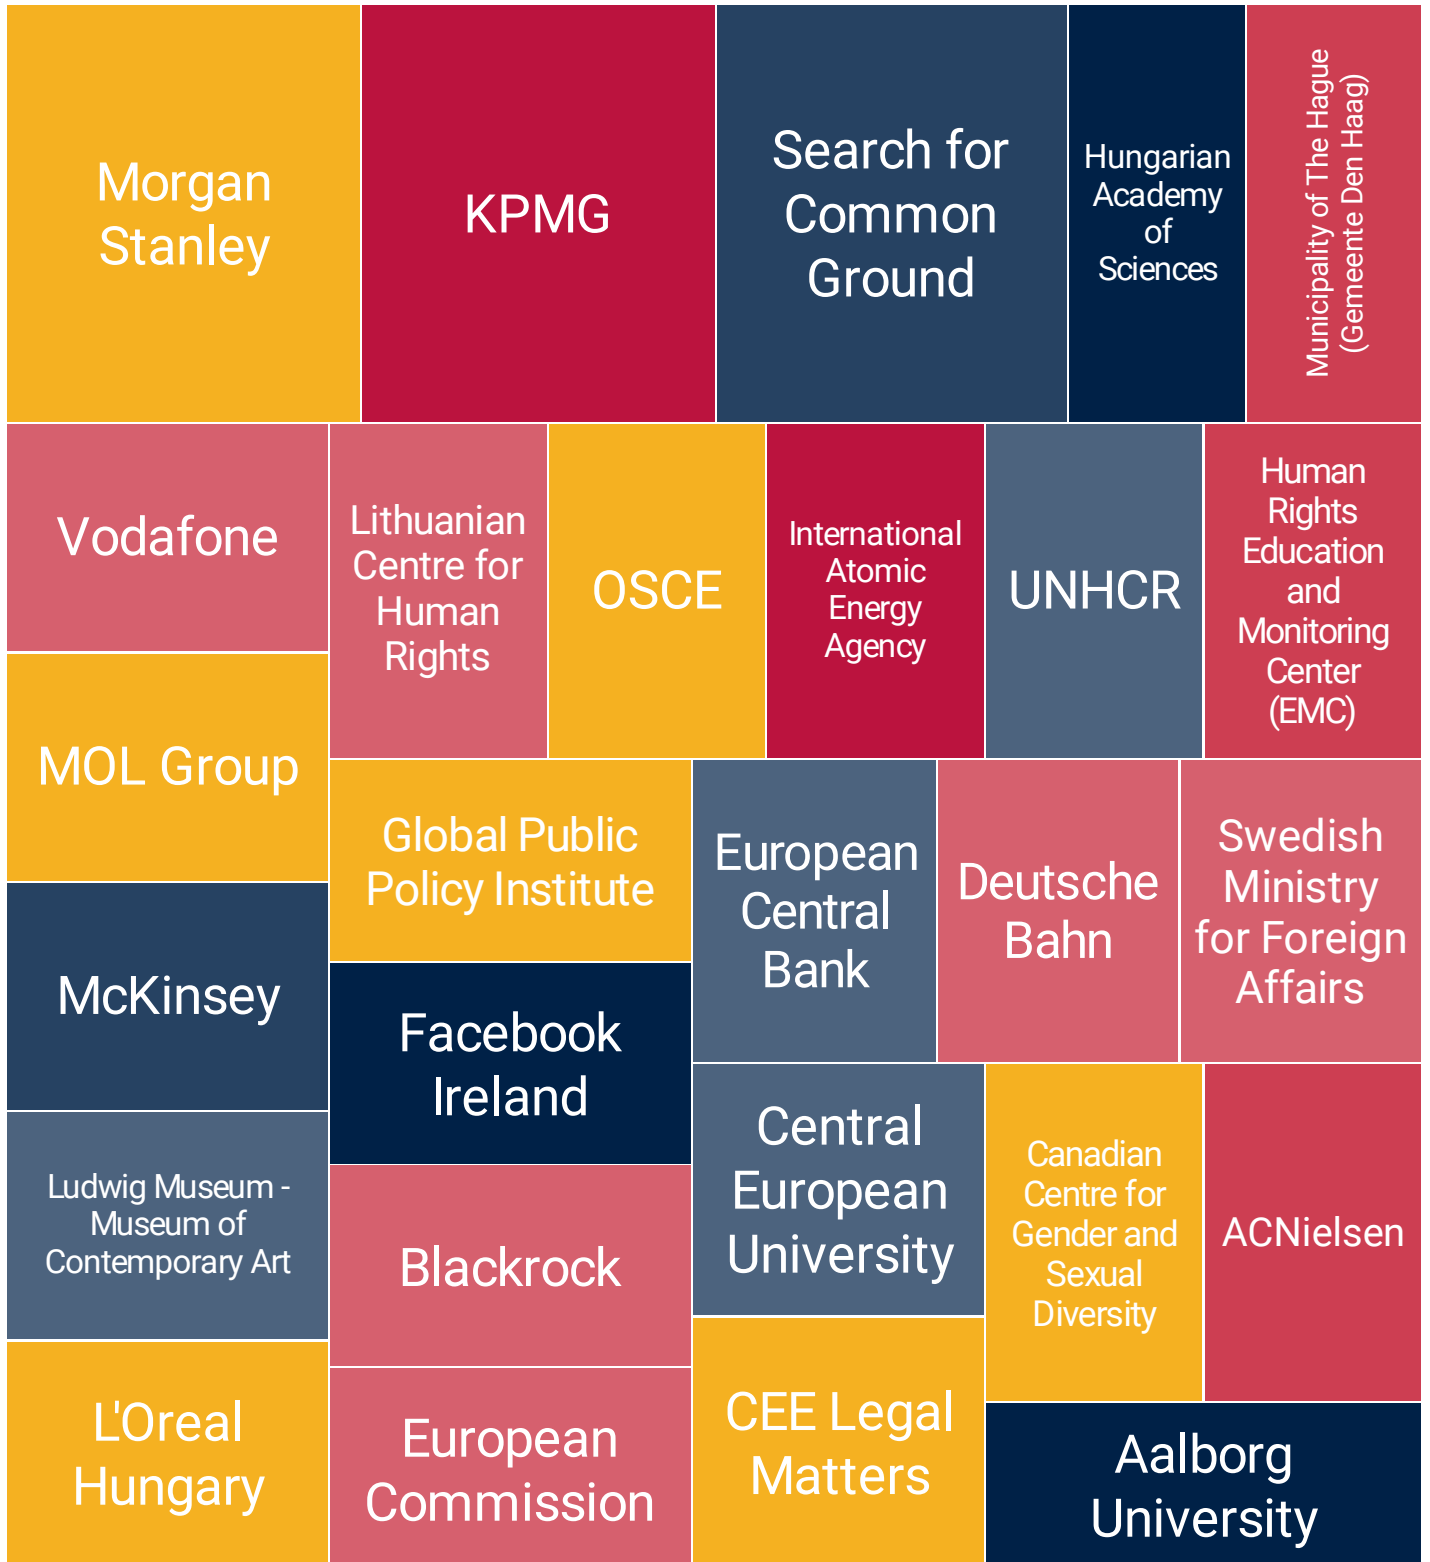 Morgan
Stanley
KPMG
Search for
Common
Ground
Hungarian
Academy
of
Sciences
Municipality of The Hague
(Gemeente Den Haag)
Vodafone
Lithuanian
Centre for
Human
Rights
OSCE
International
Atomic
Energy
Agency
UNHCR
Human
Rights
Education
and
Monitoring
Center
(EMC)
MOL Group
Global Public
Policy Institute
European
Central
Bank
Deutsche
Bahn
Swedish
Ministry
for Foreign
Affairs
McKinsey
Facebook
Ireland
Central
European
University
Canadian
Centre for
Gender and
Sexual
Diversity
ACNielsen
Ludwig Museum -
Museum of
Contemporary Art
Blackrock
L'Oreal
Hungary
European
Commission
CEE Legal
Matters
Aalborg
University